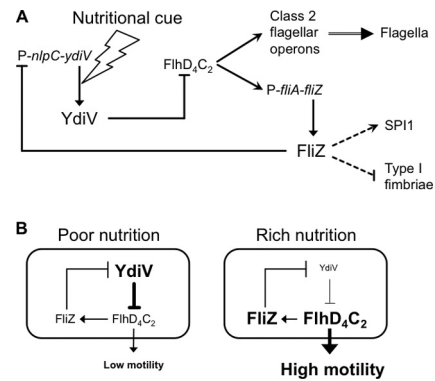 A
Nutritional cue
Class 2
flagellar
operons
Flagella
P-nlpC-ydiV
FlhD4C2
P-fliA-fliZ
YdiV
SPI1
FliZ
Type I
fimbriae
B
Poor nutrition
Rich nutrition
YdiV
YdiV
FliZ
FlhD4C2
FliZ
FlhD4C2
Low motility
High motility